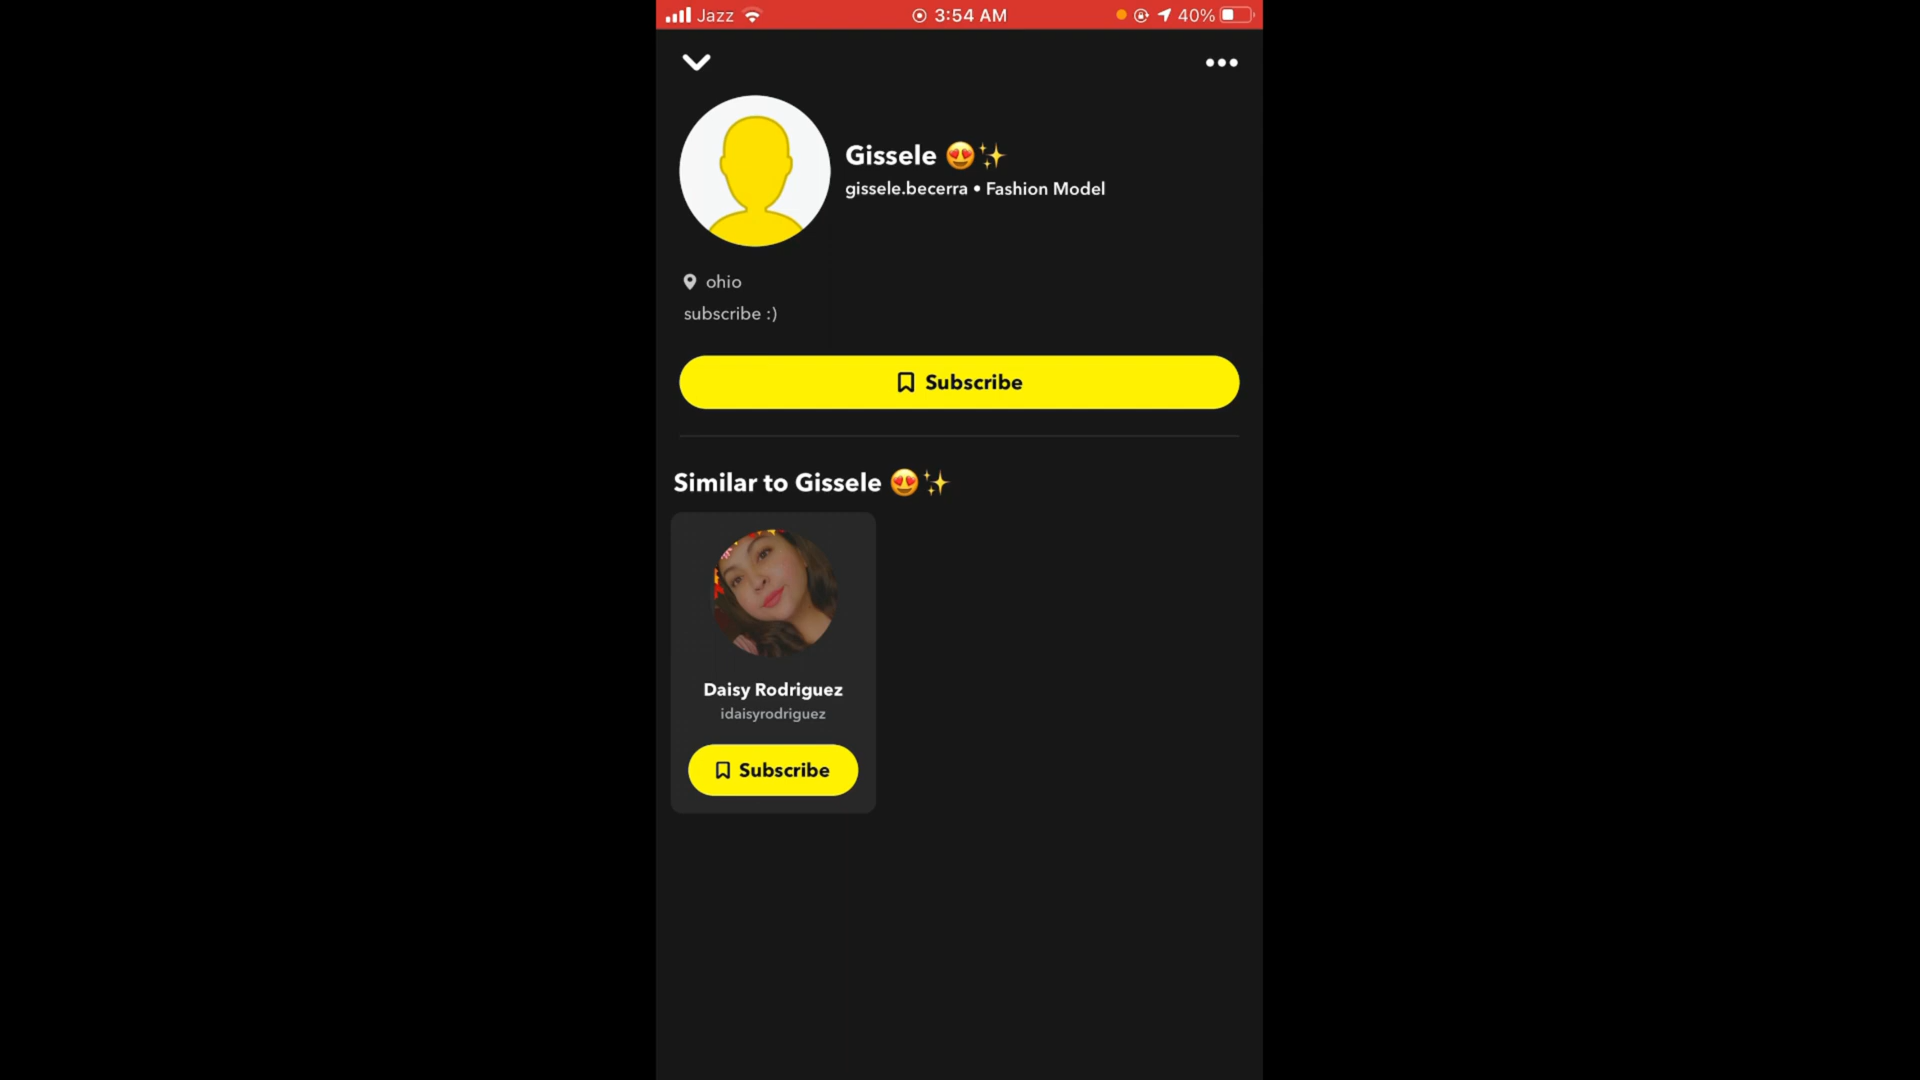 Jazz 3:54 AM 40%
Gissele 😍✨
gissele.becerra • Fashion Model
ohio
subscribe :)
Subscribe
Similar to Gissele 😍✨
Daisy Rodriguez
idaisyrodriguez
Subscribe